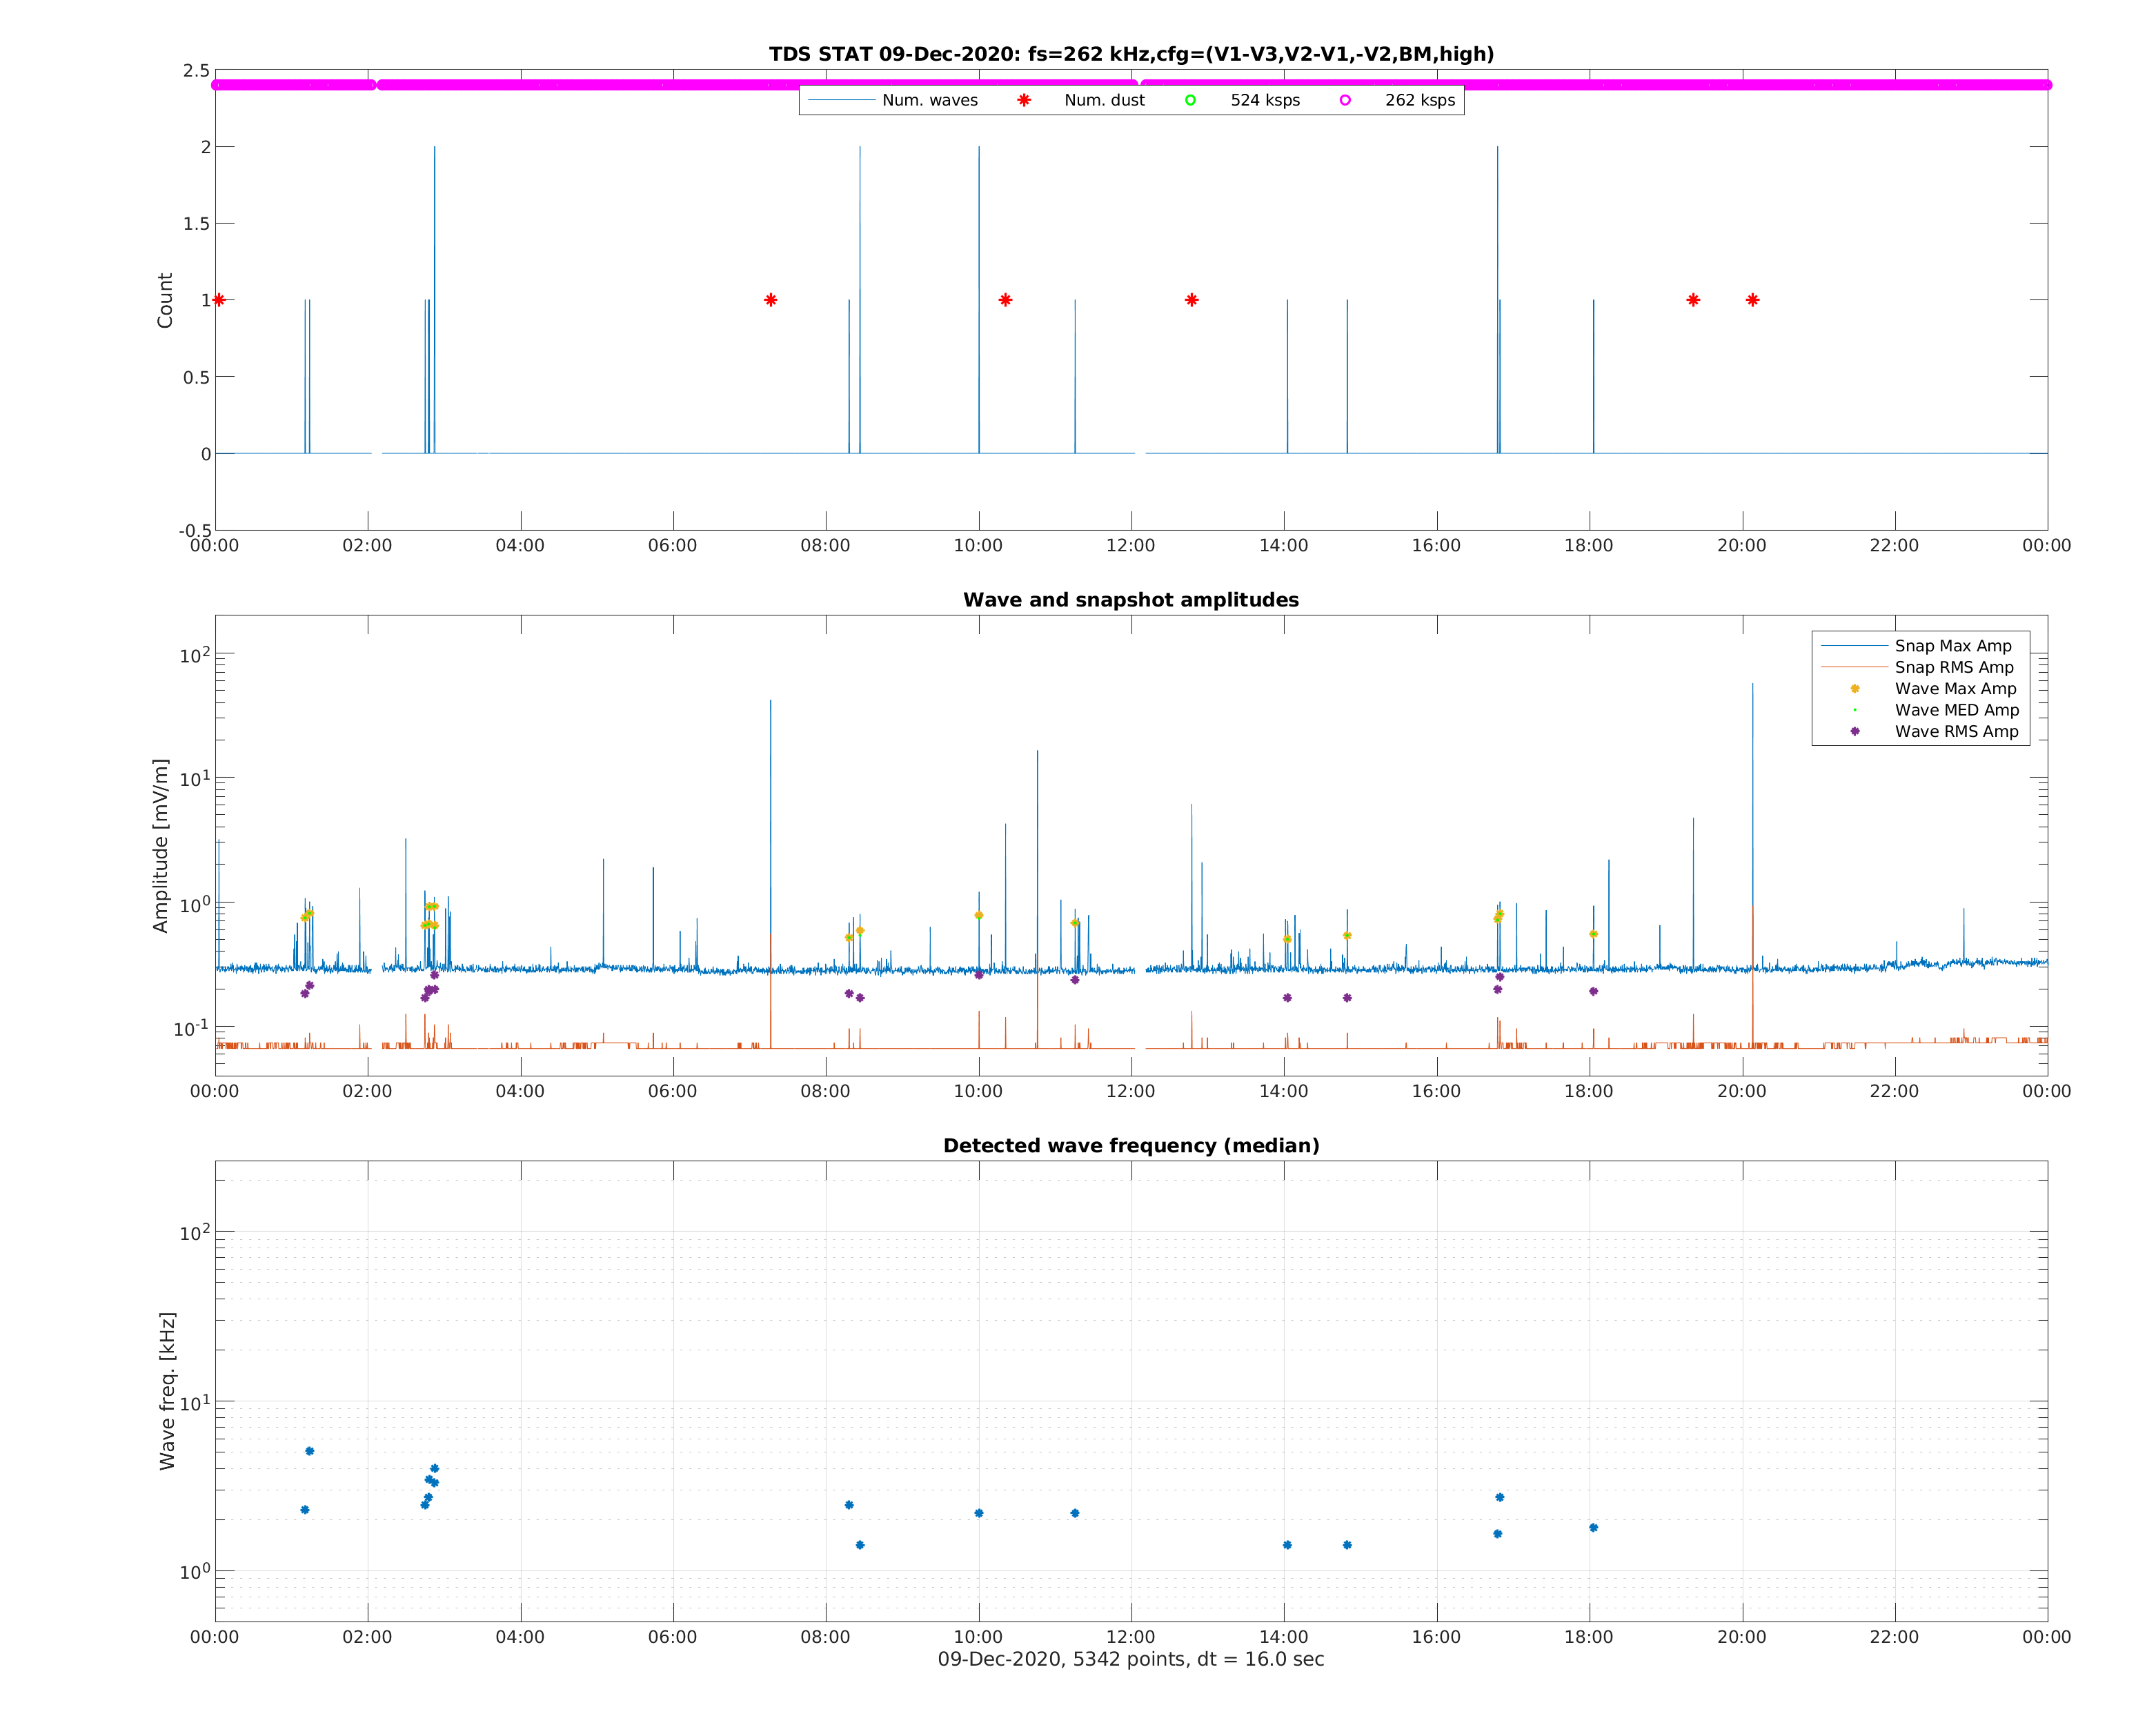 TDS STAT 09-Dec-2020: fs=262 kHz,cfg=(V1-V3,V2-V1,-V2,BM,high)
2.5
Num. waves Num. dust 524 ksps 262 ksps
2
1.5
Count
1
0.5
0
-0.5
00:00 02:00 04:00 06:00 08:00 10:00 12:00 14:00 16:00 18:00 20:00 22:00 00:00
Wave and snapshot amplitudes
Snap Max Amp
Snap RMS Amp
Wave Max Amp
Wave MED Amp
Wave RMS Amp
10^2
10^1
Amplitude [mV/m]
10^0
10^-1
00:00 02:00 04:00 06:00 08:00 10:00 12:00 14:00 16:00 18:00 20:00 22:00 00:00
Detected wave frequency (median)
10^2
10^1
Wave freq. [kHz]
10^0
00:00 02:00 04:00 06:00 08:00 10:00 12:00 14:00 16:00 18:00 20:00 22:00 00:00
09-Dec-2020, 5342 points, dt = 16.0 sec